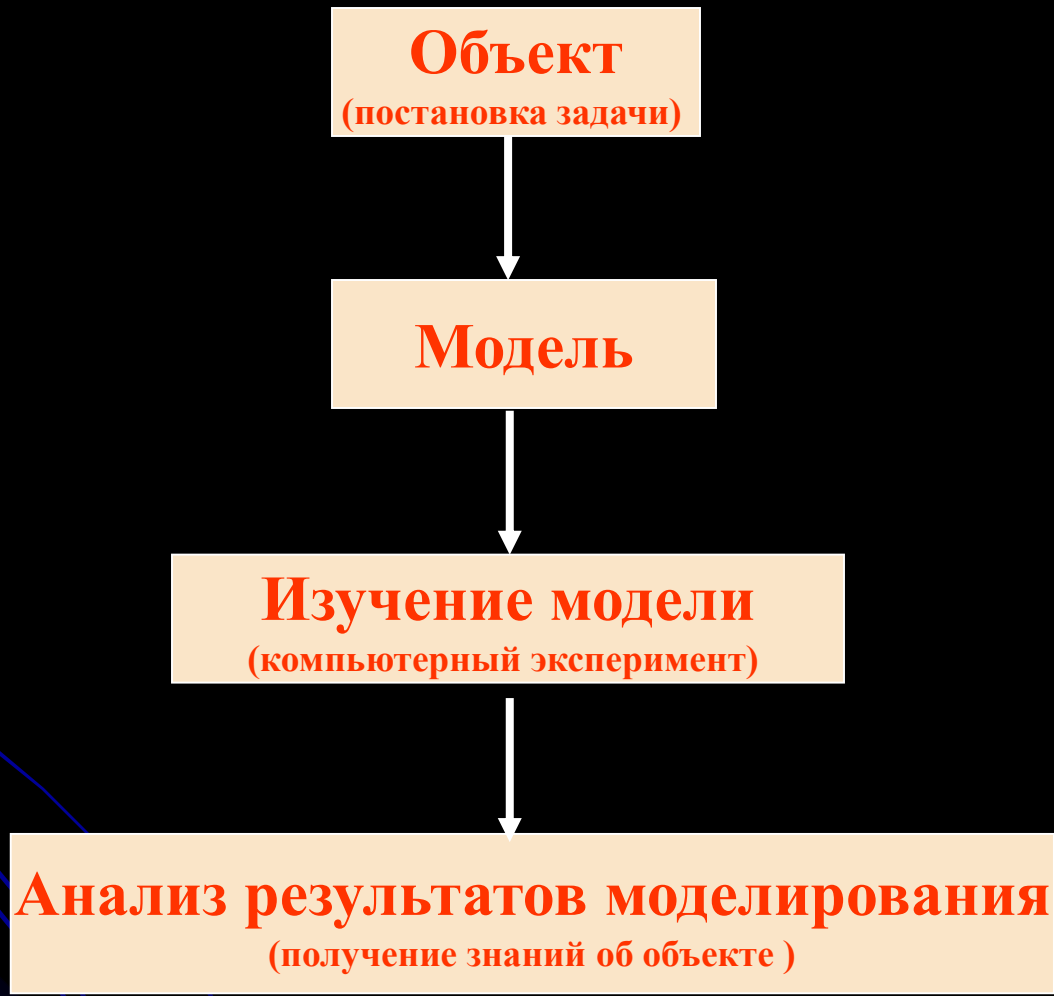 Объект
(постановка задачи)
Модель
Изучение модели
(компьютерный эксперимент)
Анализ результатов моделирования
(получение знаний об объекте )